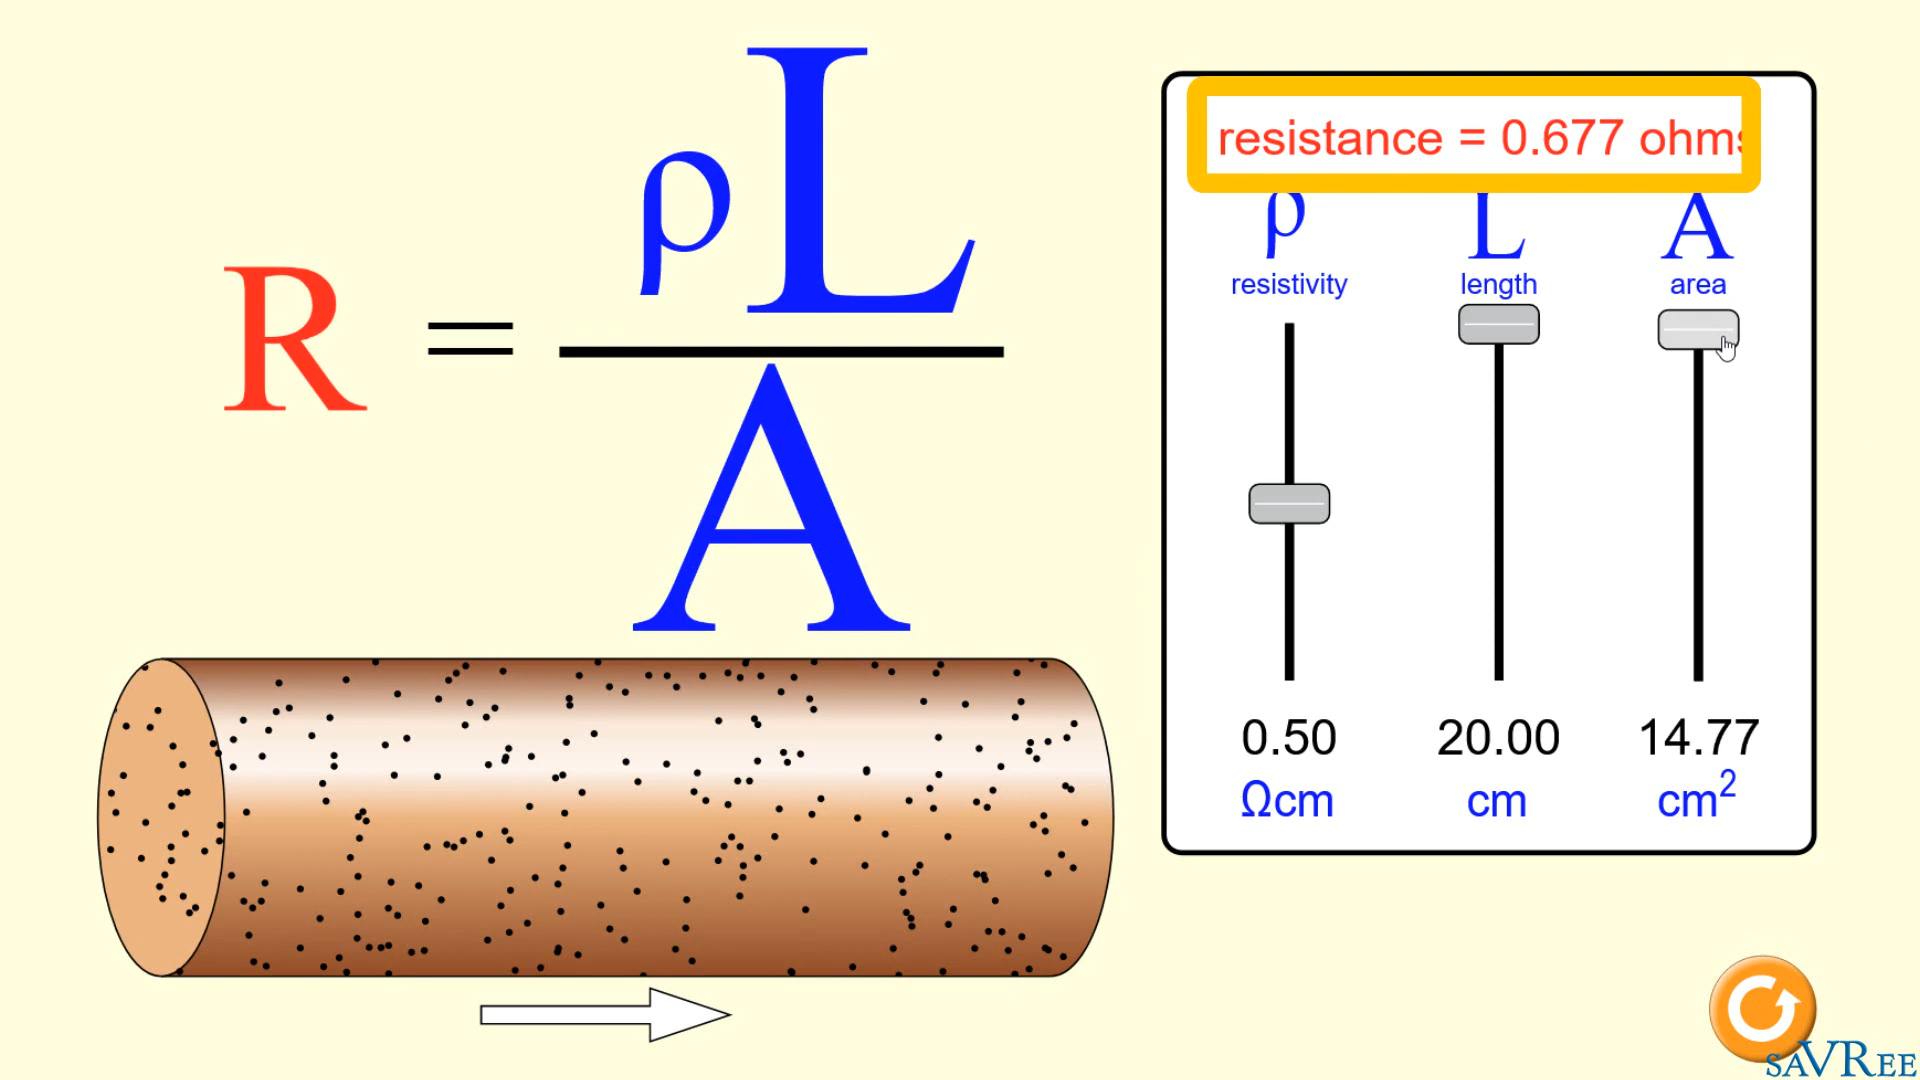 R = ρL
A
resistance = 0.677 ohms
ρ L A
resistivity length area
0.50 20.00 14.77
Ωcm cm cm²
saVRee